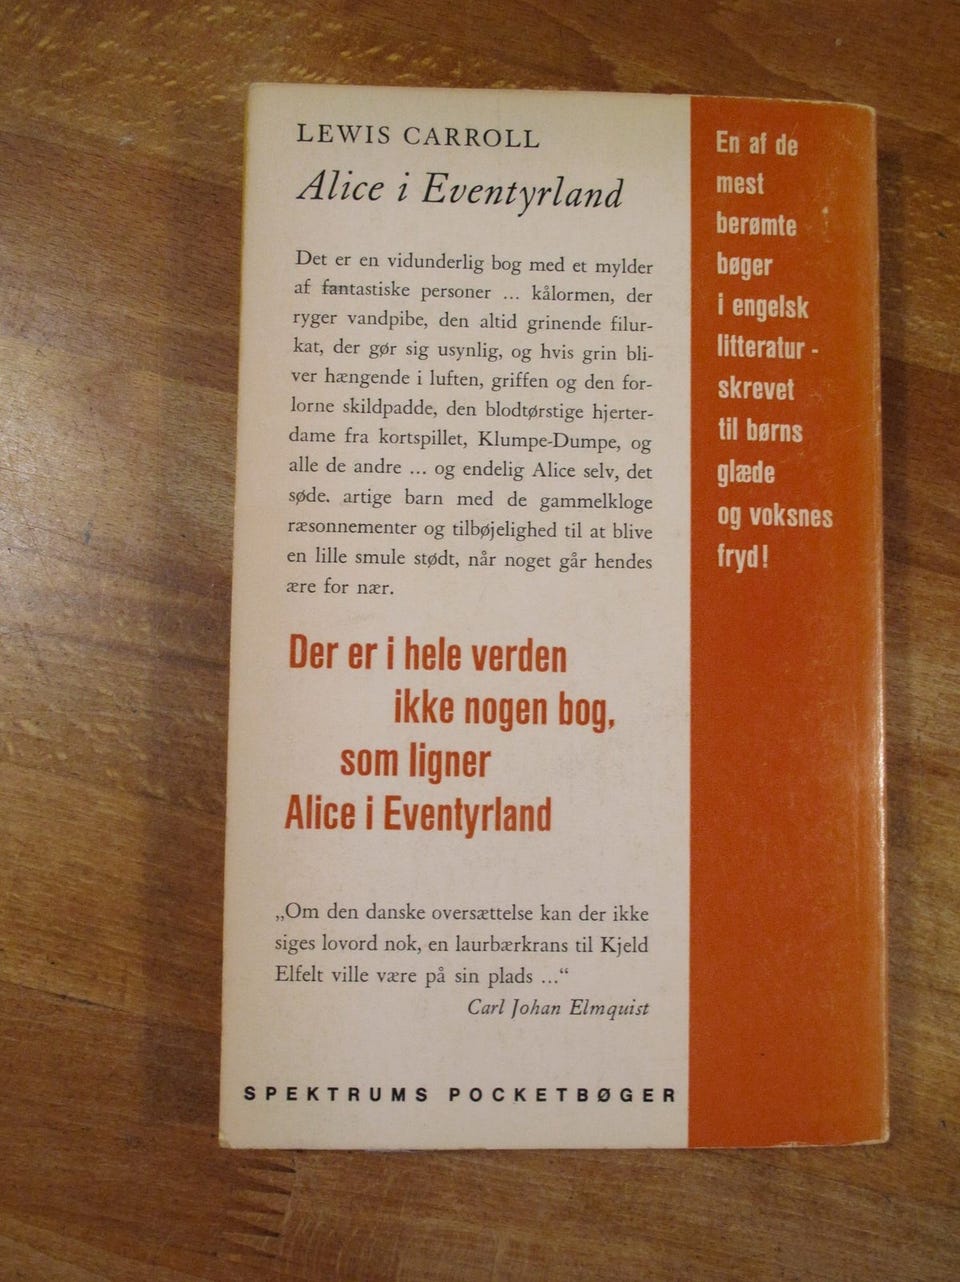 LEWIS CARROLL
Alice i Eventyrland
Det er en vidunderlig bog med et mylder
af fantastiske personer ... kålormen, der
ryger vandpibe, den altid grinende filur-
kat, der gør sig usynlig, og hvis grin bli-
ver hængende i luften, griffen og den for-
lorne skildpadde, den blodtørstige hjerter-
dame fra kortspillet, Klumpe-Dumpe, og
alle de andre ... og endelig Alice selv, det
søde. artige barn med de gammelkloge
ræsonnementer og tilbøjelighed til at blive
en lille smule stødt, når noget går hendes
ære for nær.
Der er i hele verden
ikke nogen bog,
som ligner
Alice i Eventyrland
„Om den danske oversættelse kan der ikke
siges lovord nok, en laurbærkrans til Kjeld
Elfelt ville være på sin plads ...“
Carl Johan Elmquist
SPEKTRUMS POCKETBØGER
En af de
mest
berømte
bøger
i engelsk
litteratur -
skrevet
til børns
glæde
og voksnes
fryd!